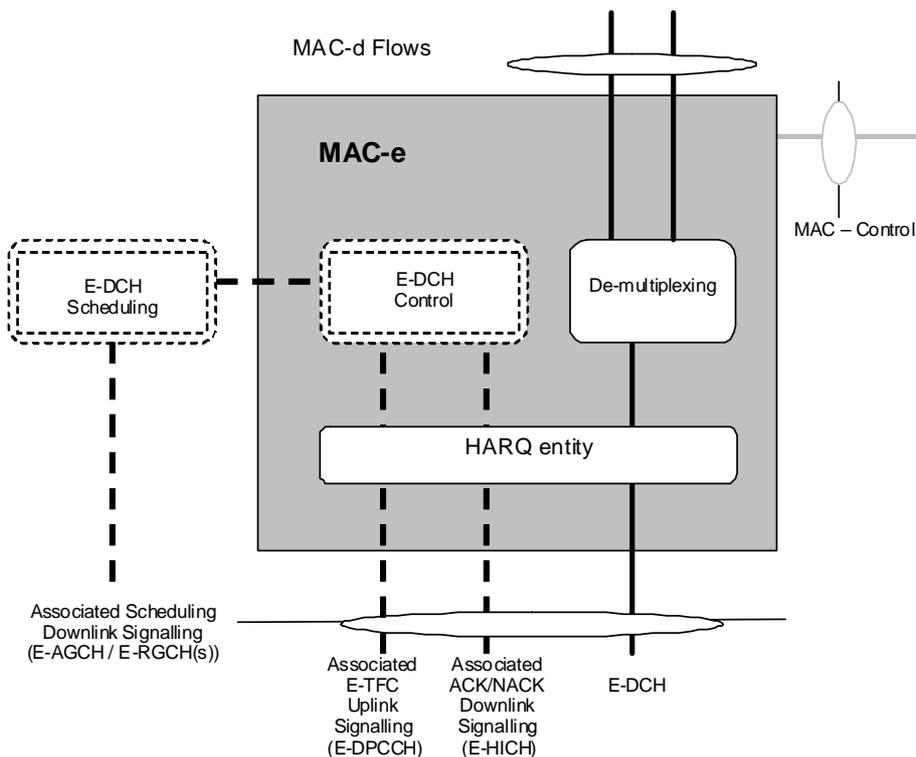 MAC-d Flows
MAC-e
MAC – Control
E-DCH
Scheduling
E-DCH
Control
De-multiplexing
HARQ entity
Associated Scheduling
Downlink Signalling
(E-AGCH / E-RGCH(s))
Associated
E-TFC
Uplink
Signalling
(E-DPCCH)
Associated
ACK/NACK
Downlink
Signalling
(E-HICH)
E-DCH